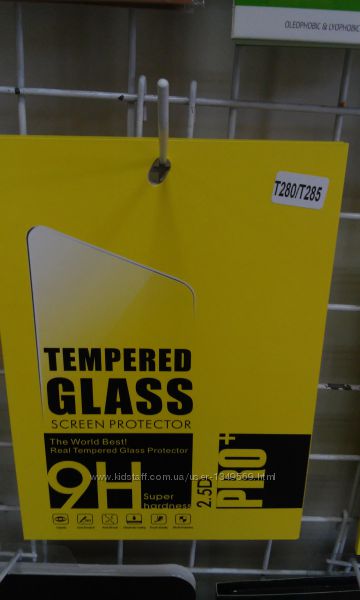 OLEOPHOBIC & LYOPHOBIC
T280/T285
TEMPERED
GLASS
SCREEN PROTECTOR
The World Best!
Real Tempered Glass Protector
9H
Super
hardness
2.5D
PRO+
www.kidstaff.com.ua/user-1349569.html